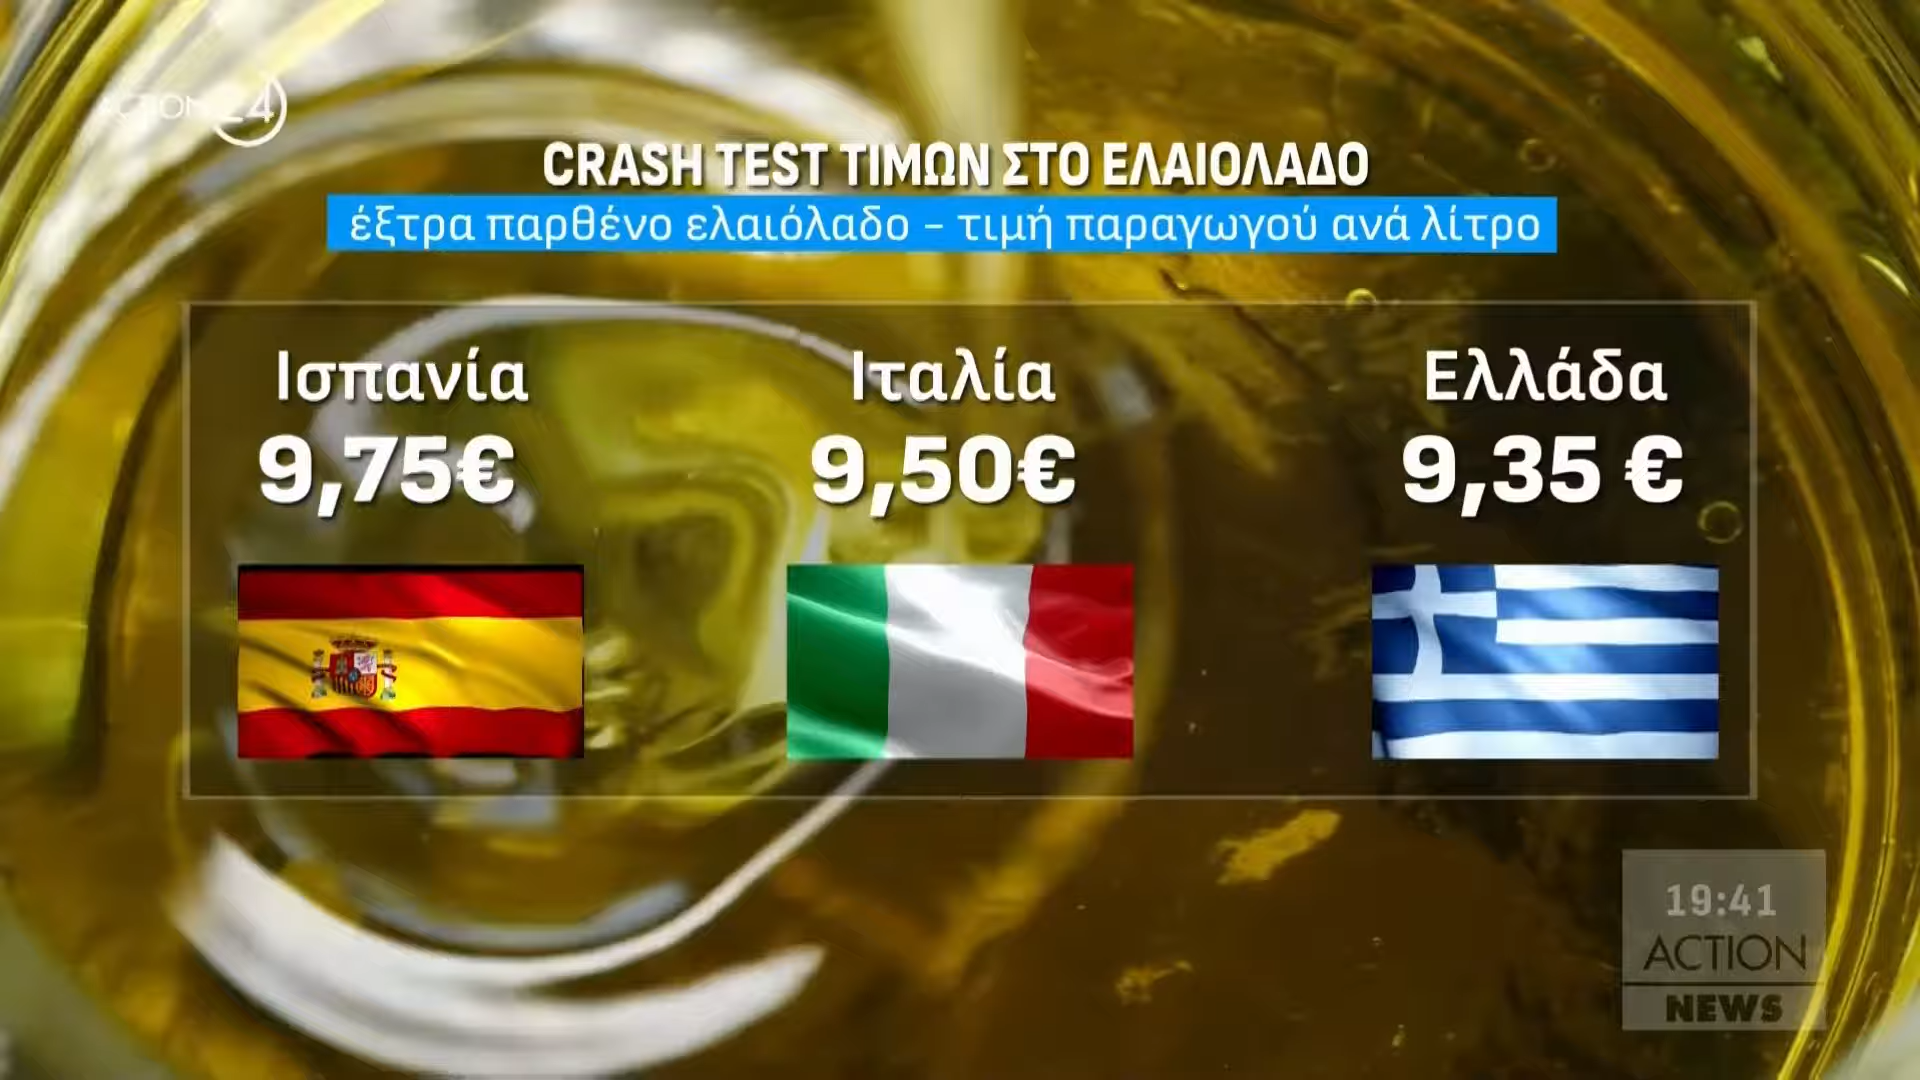 ACTION 24
CRASH TEST ΤΙΜΩΝ ΣΤΟ ΕΛΑΙΟΛΑΔΟ
έξτρα παρθένο ελαιόλαδο – τιμή παραγωγού ανά λίτρο
Ισπανία
9,75€
Ιταλία
9,50€
Ελλάδα
9,35 €
19:41
ACTION
NEWS